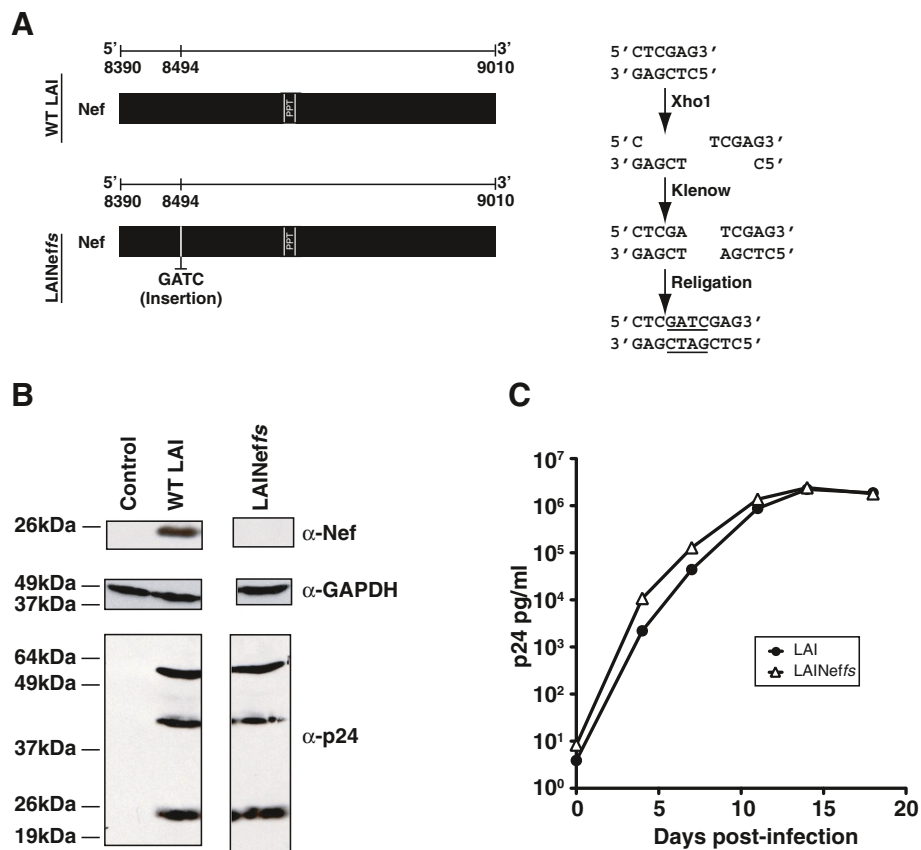 A
5' 3'
8390 8494 9010
WT LAI
Nef
PPT
5' 3'
8390 8494 9010
LAINeffs
Nef
PPT
GATC
(Insertion)
5'CTCGAG3'
3'GAGCTC5'
Xho1
5'C TCGAG3'
3'GAGCT C5'
Klenow
5'CTCGA TCGAG3'
3'GAGCT AGCTC5'
Religation
5'CTCGATCGAG3'
3'GAGCTAGCTC5'
B
Control
WT LAI
LAINeffs
26kDa
α-Nef
49kDa
37kDa
α-GAPDH
64kDa
49kDa
37kDa
26kDa
19kDa
α-p24
C
p24 pg/ml
10⁷
10⁶
10⁵
10⁴
10³
10²
10¹
10⁰
LAI
LAINeffs
0 5 10 15 20
Days post-infection